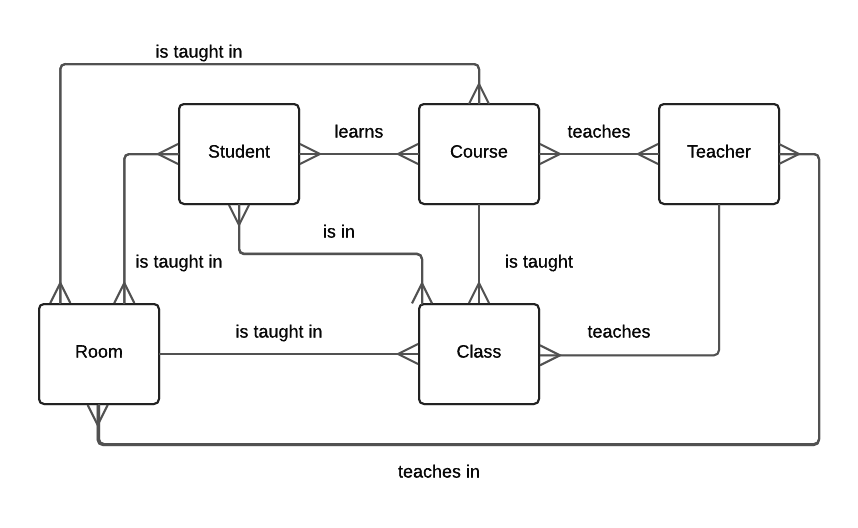 is taught in
learns
teaches
Student
Course
Teacher
is in
is taught in
is taught
is taught in
teaches
Room
Class
teaches in